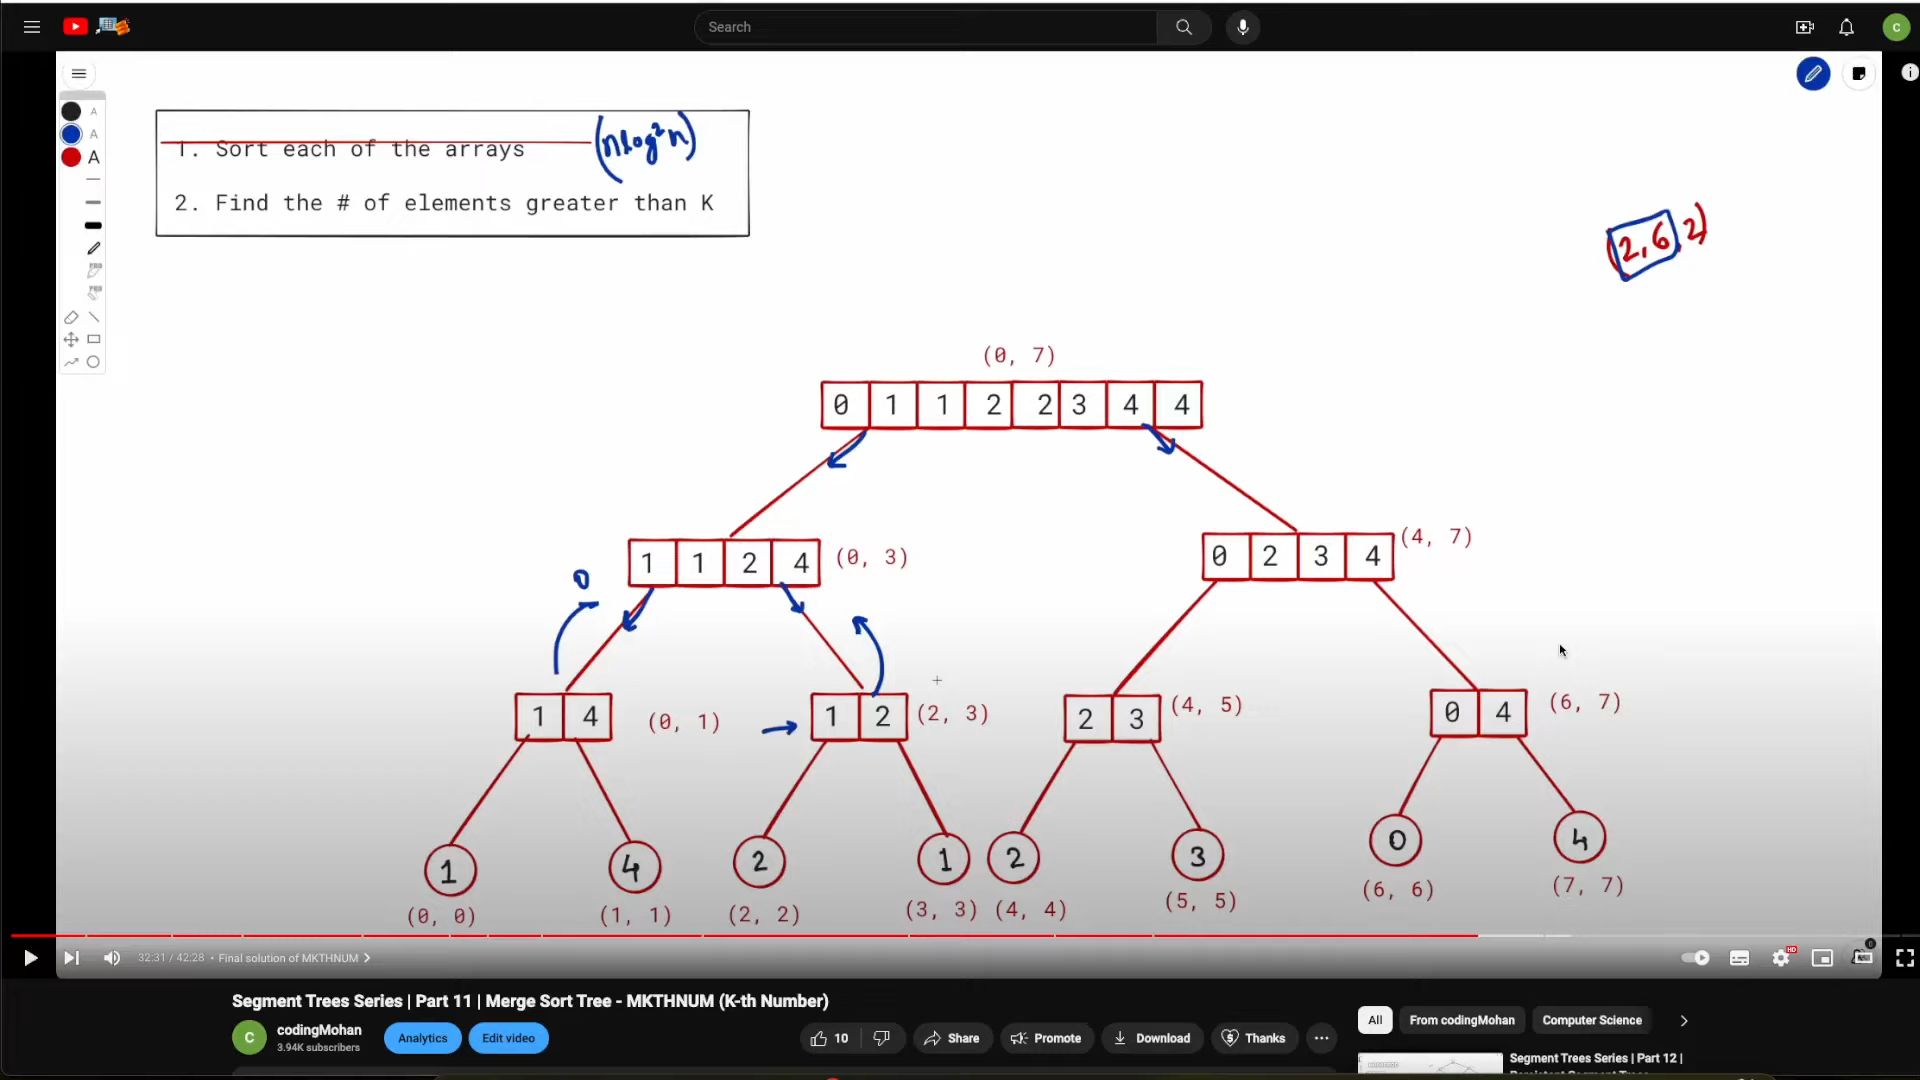 Search
C
A
A
A
1. Sort each of the arrays (nlog²n)
2. Find the # of elements greater than K
(2,6,2)
(0, 7)
0 1 1 2 2 3 4 4
1 1 2 4 (0, 3)
0 2 3 4 (4, 7)
0
1 4 (0, 1)
1 2 (2, 3)
2 3 (4, 5)
0 4 (6, 7)
1 4 2 1 2 3 0 4
(0, 0) (1, 1) (2, 2) (3, 3) (4, 4) (5, 5) (6, 6) (7, 7)
32:31 / 42:28 • Final solution of MKTHNUM
HD
Segment Trees Series | Part 11 | Merge Sort Tree - MKTHNUM (K-th Number)
C
codingMohan
3.94K subscribers
Analytics
Edit video
10
Share
Promote
Download
Thanks
All
From codingMohan
Computer Science
Segment Trees Series | Part 12 |